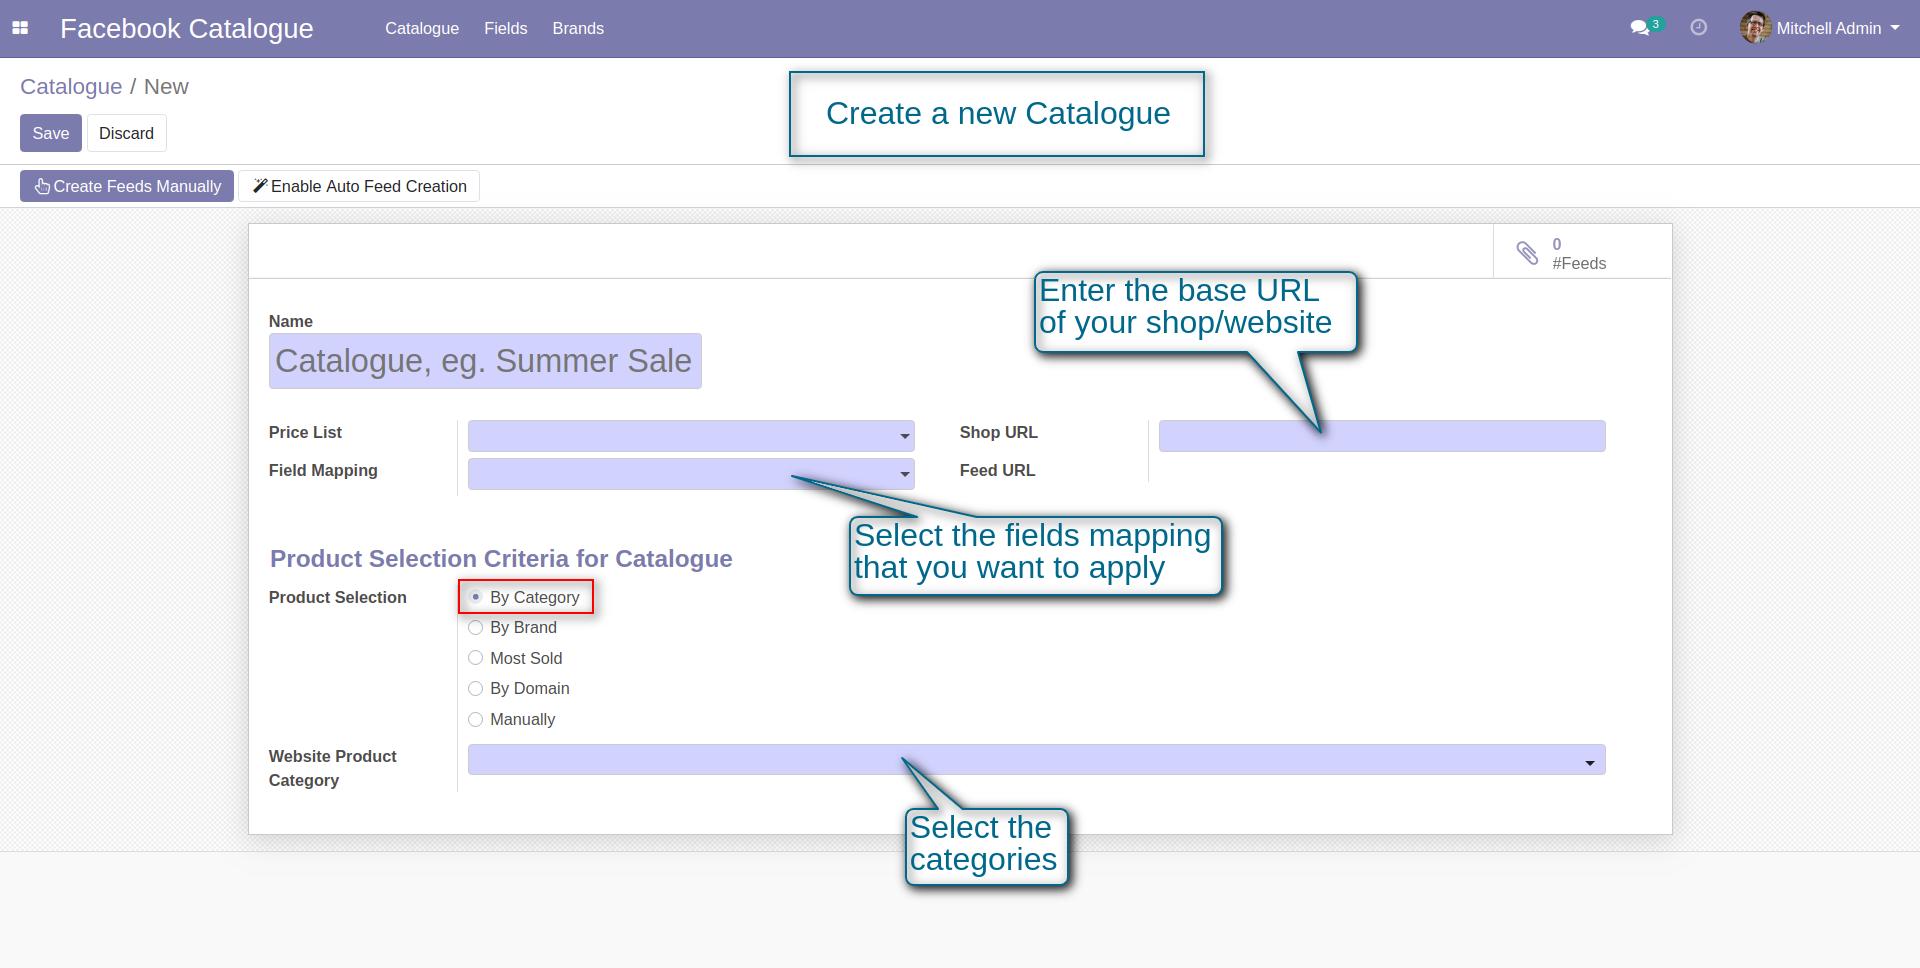 Facebook Catalogue
Catalogue
Fields
Brands
3
Mitchell Admin
Catalogue / New
Create a new Catalogue
Save
Discard
Create Feeds Manually
Enable Auto Feed Creation
0
#Feeds
Enter the base URL
of your shop/website
Name
Catalogue, eg. Summer Sale
Price List
Shop URL
Field Mapping
Feed URL
Select the fields mapping
that you want to apply
Product Selection Criteria for Catalogue
Product Selection
By Category
By Brand
Most Sold
By Domain
Manually
Website Product
Category
Select the
categories